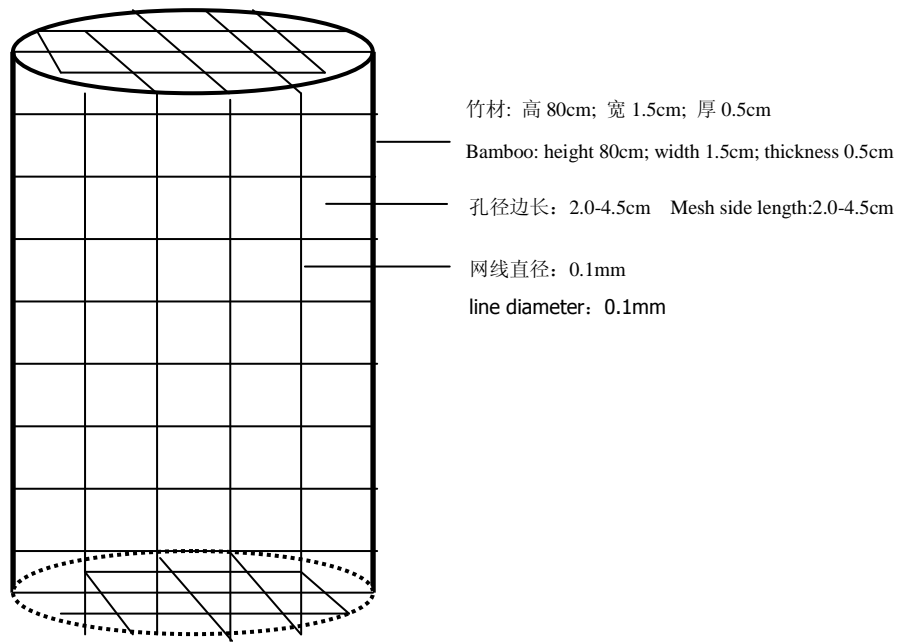 竹材: 高 80cm; 宽 1.5cm; 厚 0.5cm
Bamboo: height 80cm; width 1.5cm; thickness 0.5cm
孔径边长：2.0-4.5cm    Mesh side length:2.0-4.5cm
网线直径：0.1mm
line diameter：0.1mm